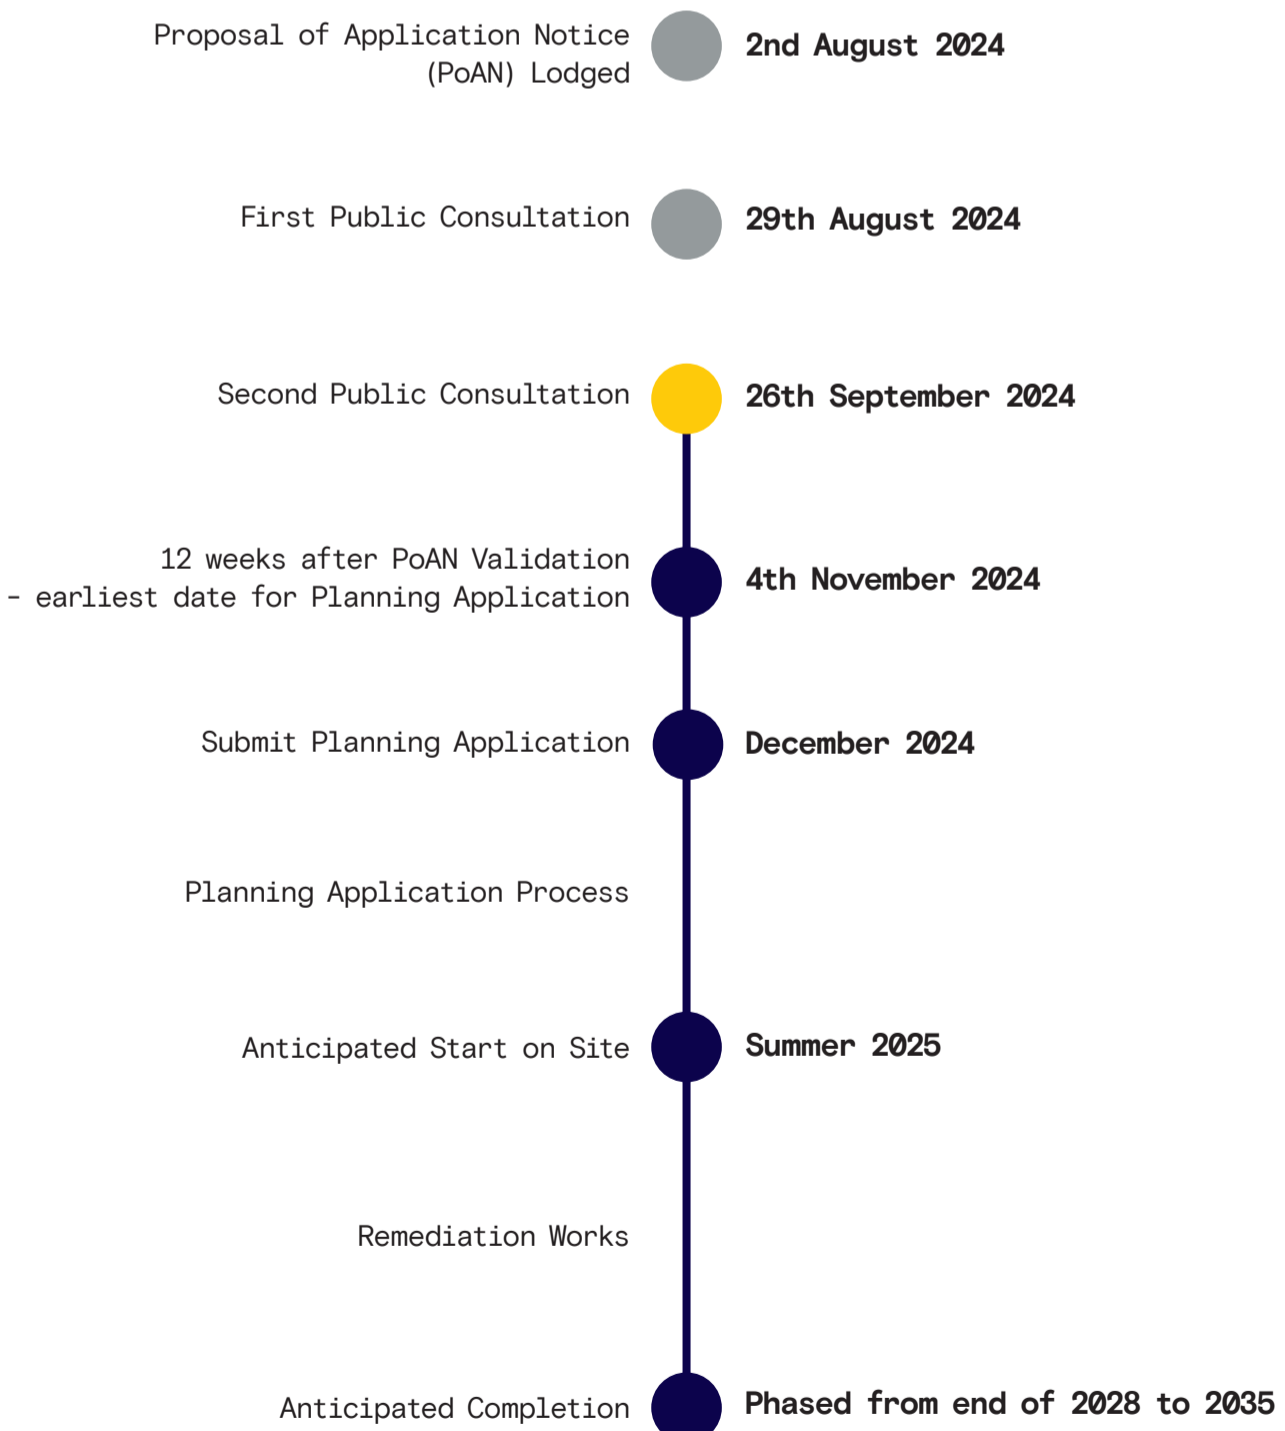 Proposal of Application Notice
(PoAN) Lodged
2nd August 2024
First Public Consultation
29th August 2024
Second Public Consultation
26th September 2024
12 weeks after PoAN Validation
- earliest date for Planning Application
4th November 2024
Submit Planning Application
December 2024
Planning Application Process
Anticipated Start on Site
Summer 2025
Remediation Works
Anticipated Completion
Phased from end of 2028 to 2035